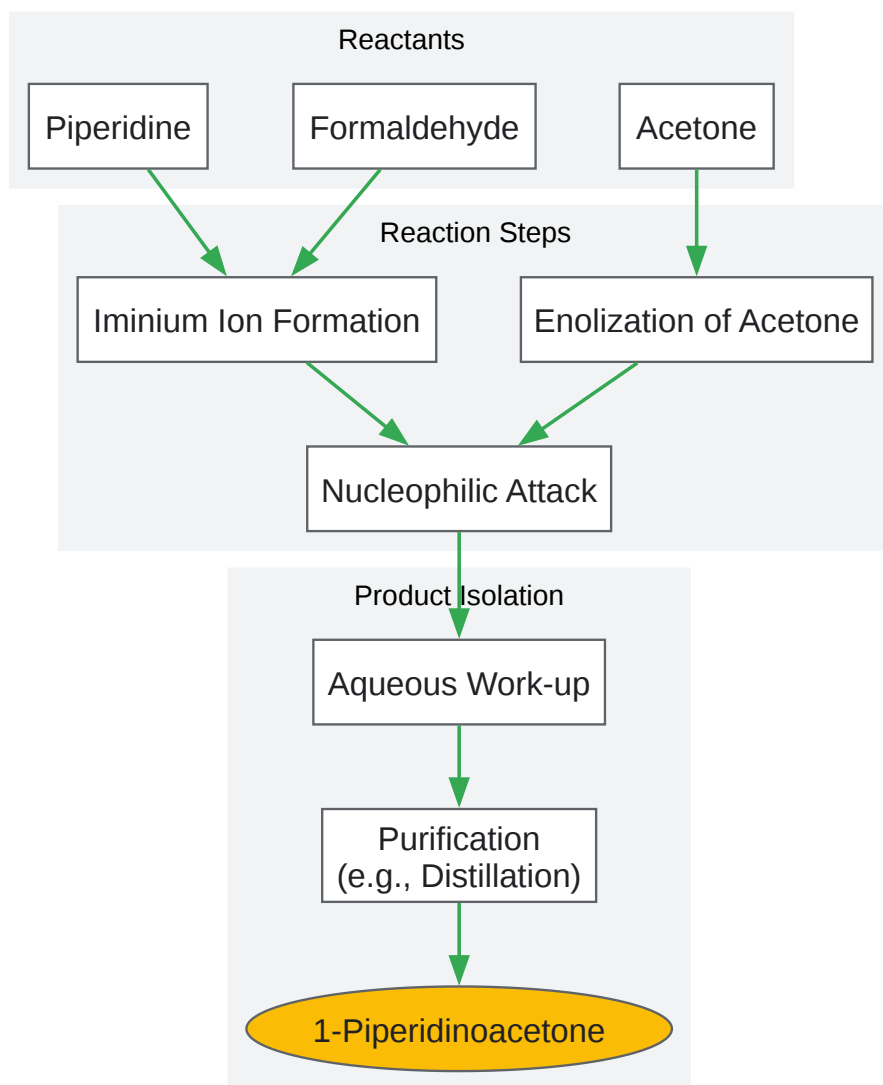 Reactants
Piperidine
Formaldehyde
Acetone
Reaction Steps
Iminium Ion Formation
Enolization of Acetone
Nucleophilic Attack
Product Isolation
Aqueous Work-up
Purification
(e.g., Distillation)
1-Piperidinoacetone